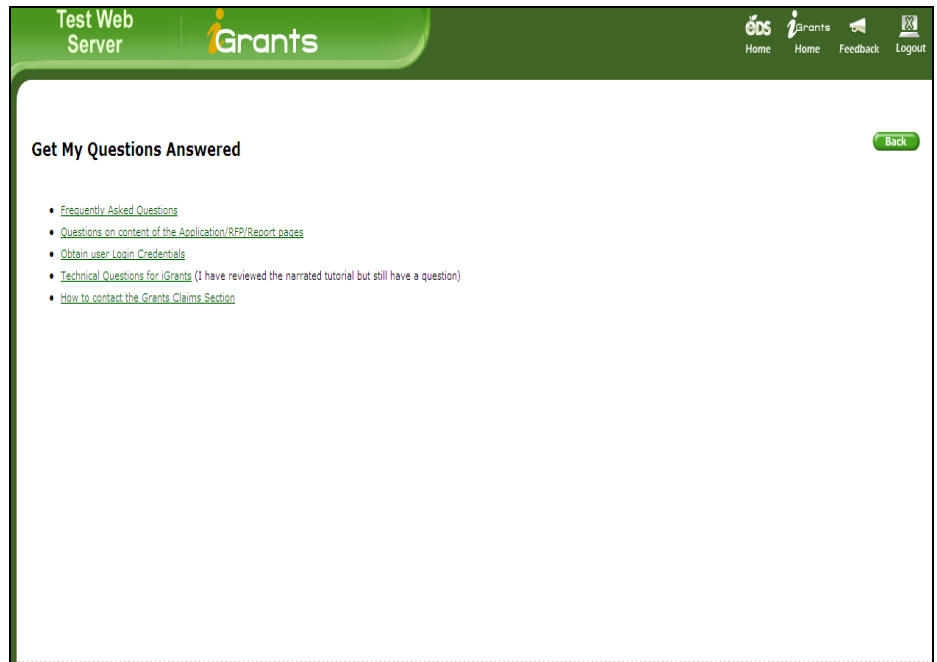 Test Web
Server
iGrants
eDS
Home
iGrants
Home
Feedback
X
Logout
Get My Questions Answered
Back
• Frequently Asked Questions
• Questions on content of the Application/RFP/Report pages
• Obtain user Login Credentials
• Technical Questions for iGrants (I have reviewed the narrated tutorial but still have a question)
• How to contact the Grants Claims Section